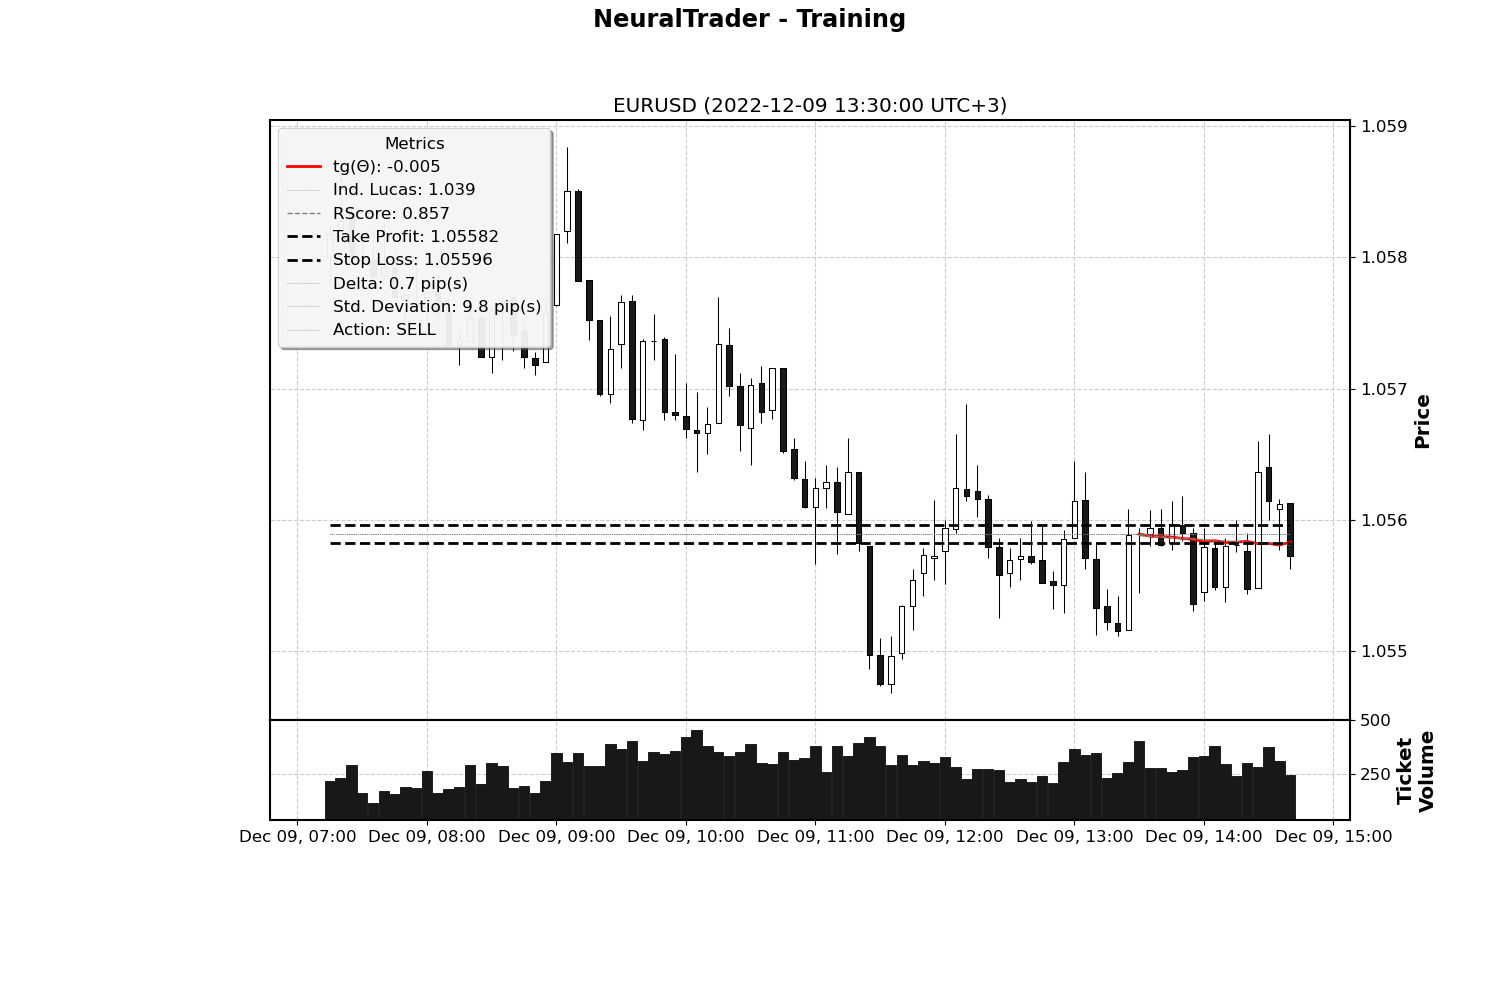 NeuralTrader - Training
EURUSD (2022-12-09 13:30:00 UTC+3)
Metrics
tg(Θ): -0.005
Ind. Lucas: 1.039
RScore: 0.857
Take Profit: 1.05582
Stop Loss: 1.05596
Delta: 0.7 pip(s)
Std. Deviation: 9.8 pip(s)
Action: SELL
1.059
1.058
1.057
1.056
1.055
Price
500
250
Ticket
Volume
Dec 09, 07:00
Dec 09, 08:00
Dec 09, 09:00
Dec 09, 10:00
Dec 09, 11:00
Dec 09, 12:00
Dec 09, 13:00
Dec 09, 14:00
Dec 09, 15:00